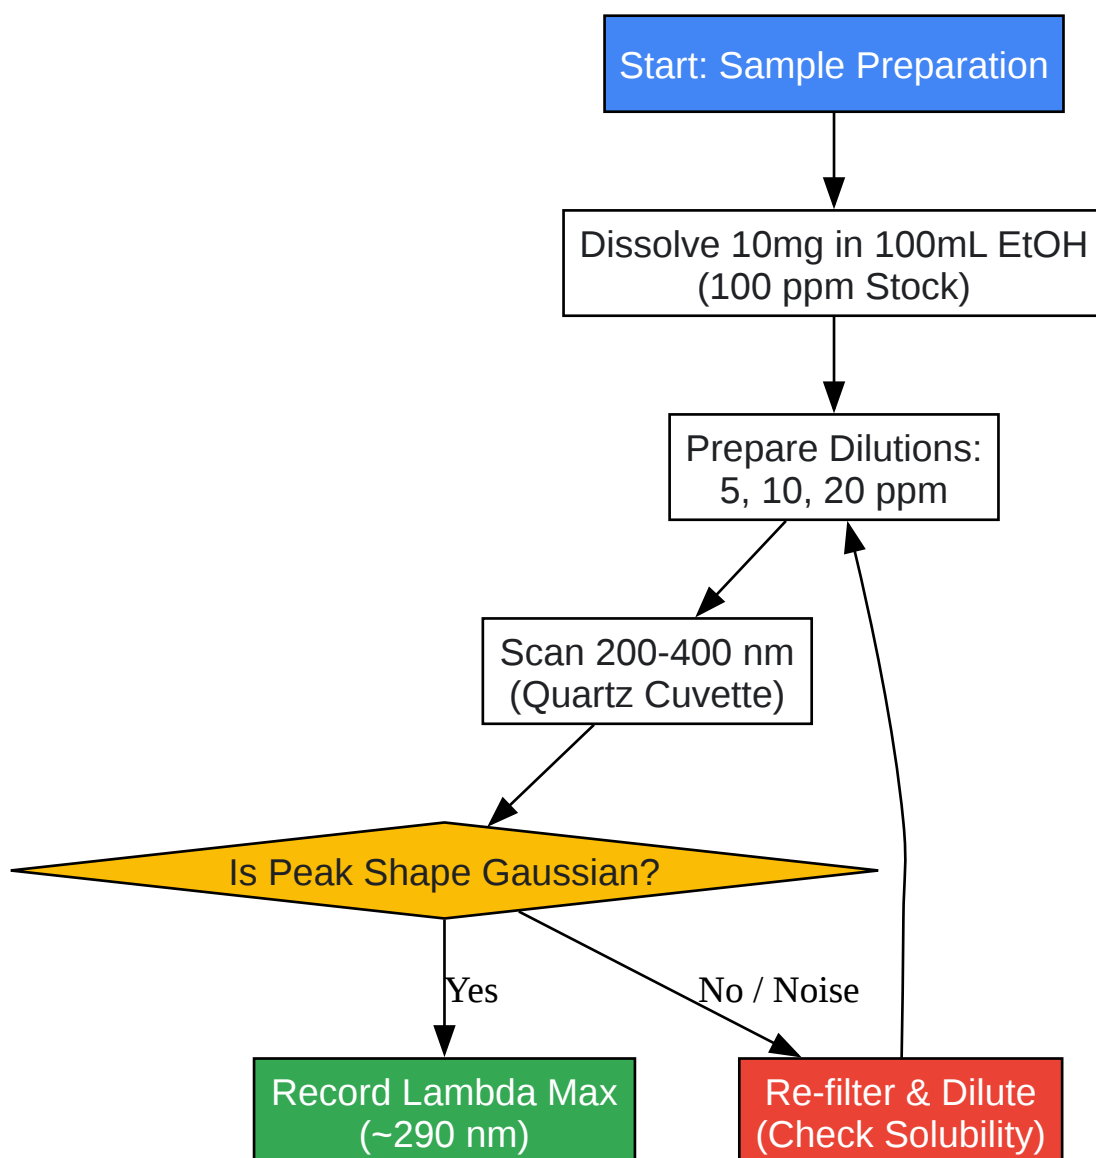 Start: Sample Preparation
Dissolve 10mg in 100mL EtOH
(100 ppm Stock)
Prepare Dilutions:
5, 10, 20 ppm
Scan 200-400 nm
(Quartz Cuvette)
Is Peak Shape Gaussian?
Yes
No / Noise
Record Lambda Max
(~290 nm)
Re-filter & Dilute
(Check Solubility)